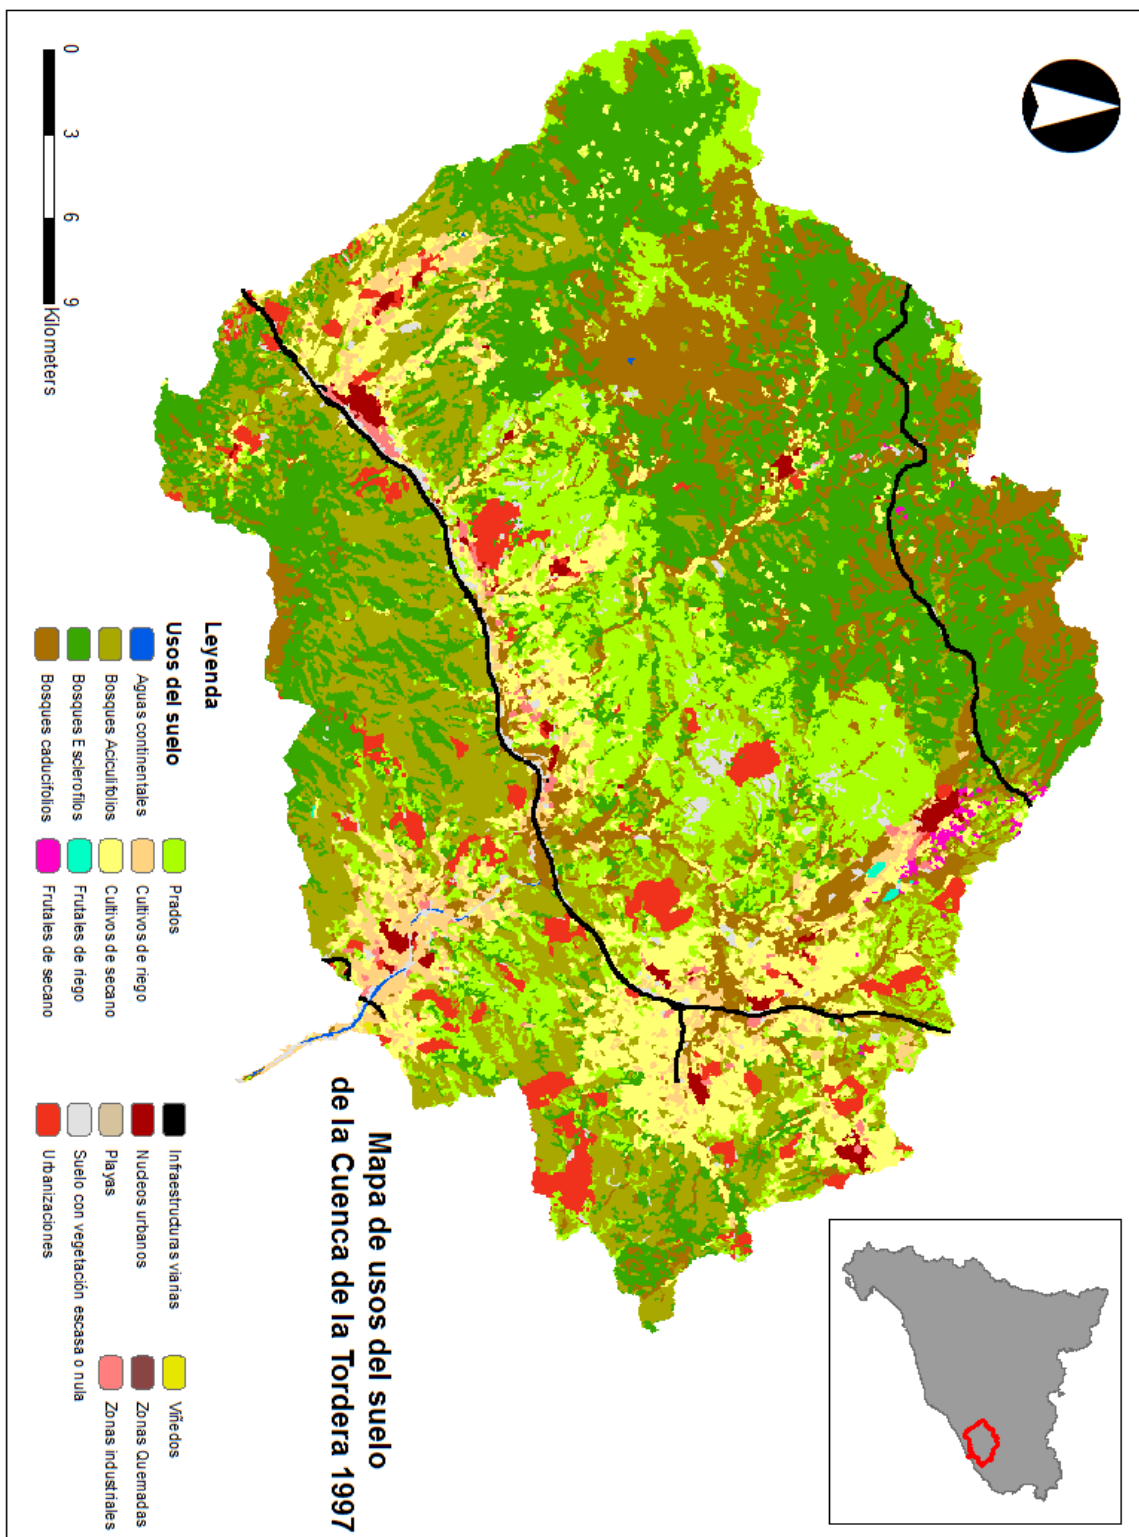 Mapa de usos del suelo
de la Cuenca de la Tordera 1997
Leyenda
Usos del suelo
Aguas continentales
Bosques Aciculifolios
Bosques Esclerofilos
Bosques caducifolios
Prados
Cultivos de riego
Cultivos de secano
Frutales de riego
Frutales de secano
Infraestructuras viarias
Nucleos urbanos
Playas
Suelo con vegetación escasa o nula
Urbanizaciones
Viñedos
Zonas Quemadas
Zonas industriales
0 3 6 9
Kilometers